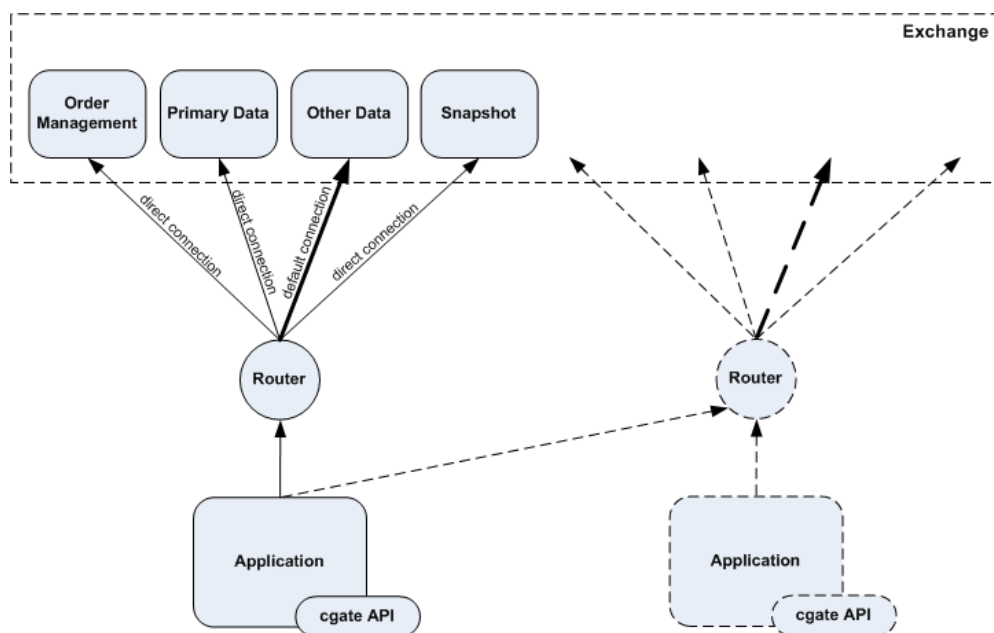 Exchange
Order
Management
Primary Data
Other Data
Snapshot
direct connection
direct connection
default connection
direct connection
Router
Router
Application
Application
cgate API
cgate API